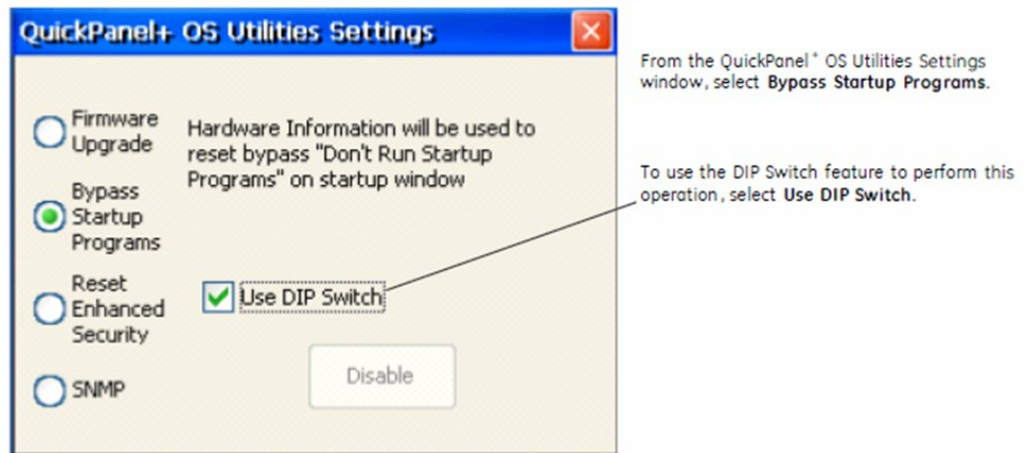 QuickPanel+ OS Utilities Settings
Firmware
Upgrade
Hardware Information will be used to
reset bypass "Don't Run Startup
Programs" on startup window
Bypass
Startup
Programs
Reset
Enhanced
Security
Use DIP Switch
SNMP
Disable
From the QuickPanel+ OS Utilities Settings
window, select Bypass Startup Programs.
To use the DIP Switch feature to perform this
operation, select Use DIP Switch.